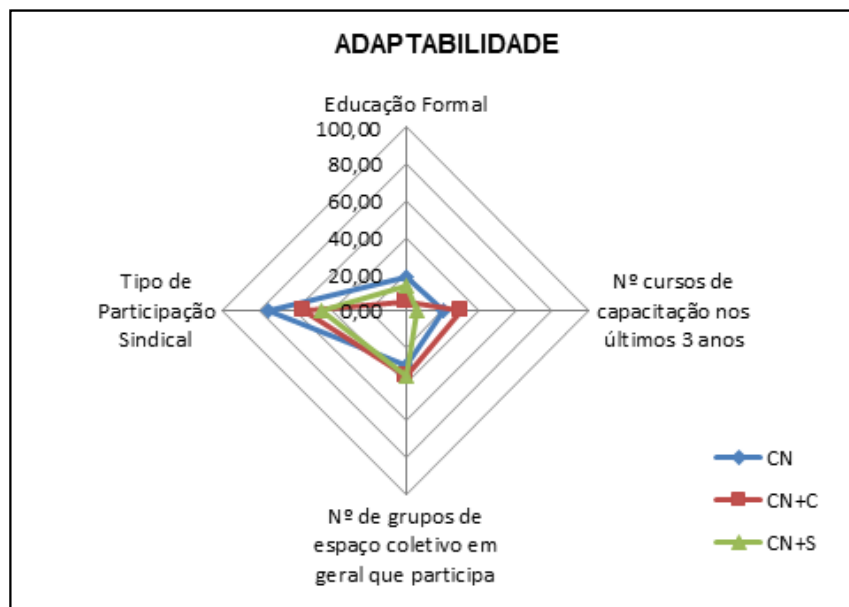 ADAPTABILIDADE
Educação Formal
100,00
80,00
60,00
40,00
20,00
0,00
Tipo de
Participação
Sindical
Nº cursos de
capacitação nos
últimos 3 anos
Nº de grupos de
espaço coletivo em
geral que participa
CN
CN+C
CN+S